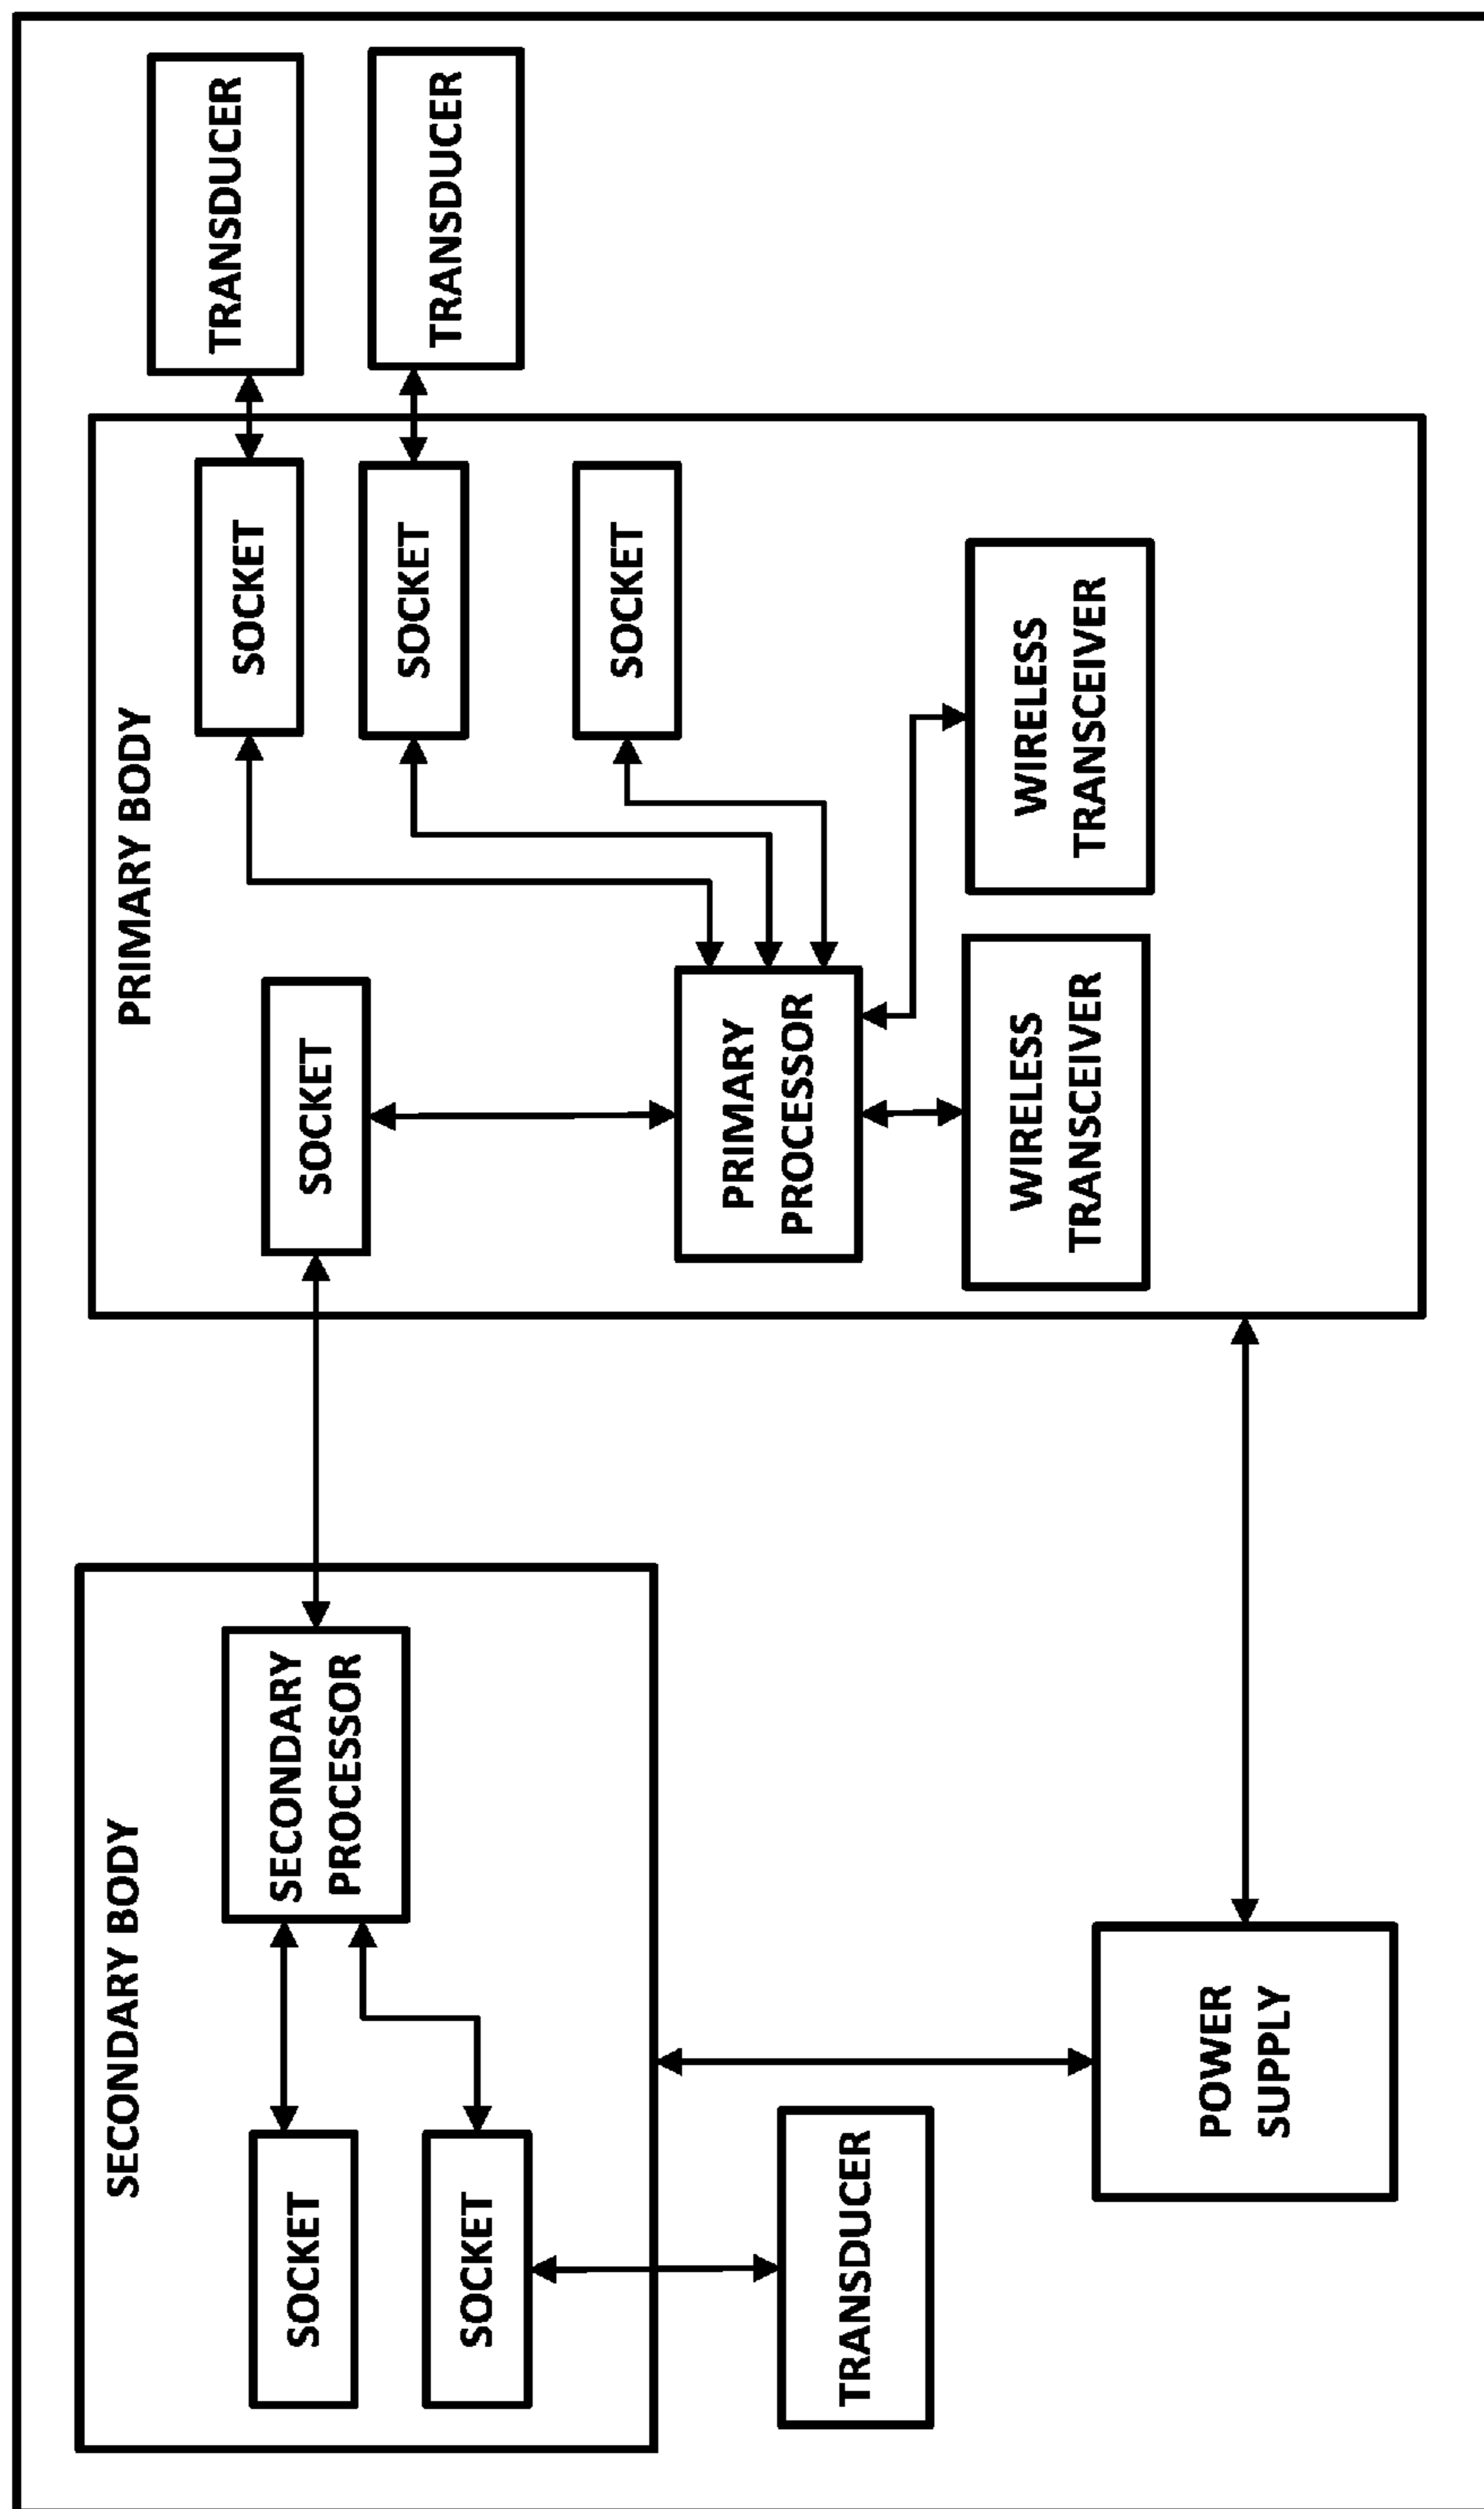 SECONDARY BODY
SECONDARY
PROCESSOR
SOCKET
SOCKET
TRANSDUCER
POWER
SUPPLY
PRIMARY BODY
SOCKET
SOCKET
SOCKET
SOCKET
PRIMARY
PROCESSOR
WIRELESS
TRANSCEIVER
WIRELESS
TRANSCEIVER
TRANSDUCER
TRANSDUCER